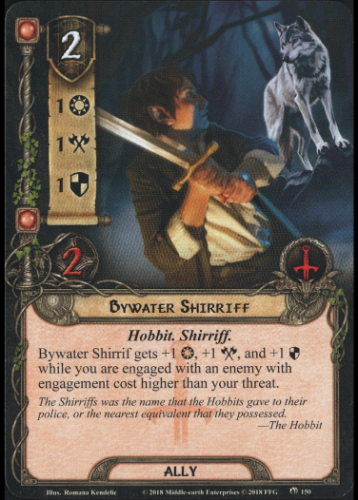 2
1
1
1
2
BYWATER SHIRRIFF
Hobbit. Shirriff.
Bywater Shirrif gets +1 , +1 , and +1
while you are engaged with an enemy with
engagement cost higher than your threat.
The Shirriffs was the name that the Hobbits gave to their
police, or the nearest equivalent that they possessed.
—The Hobbit
ALLY
Illus. Romana Kendelic © 2018 Middle-earth Enterprises © 2018 FFG 150